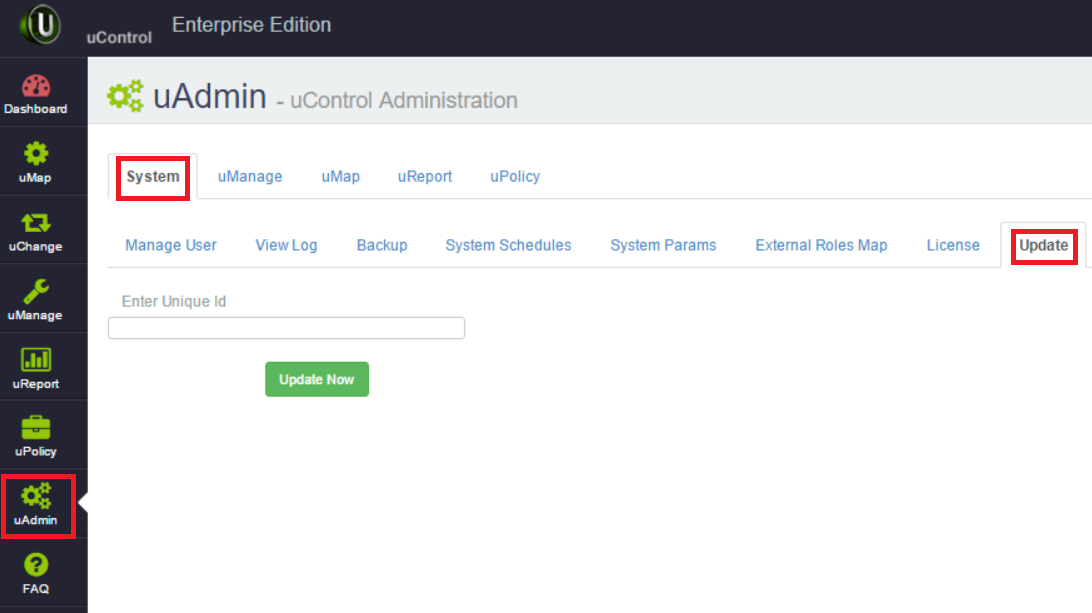 U
uControl
Enterprise Edition
Dashboard
uMap
uChange
uManage
uReport
uPolicy
uAdmin
FAQ
uAdmin - uControl Administration
System uManage uMap uReport uPolicy
Manage User View Log Backup System Schedules System Params External Roles Map License Update
Enter Unique Id
Update Now